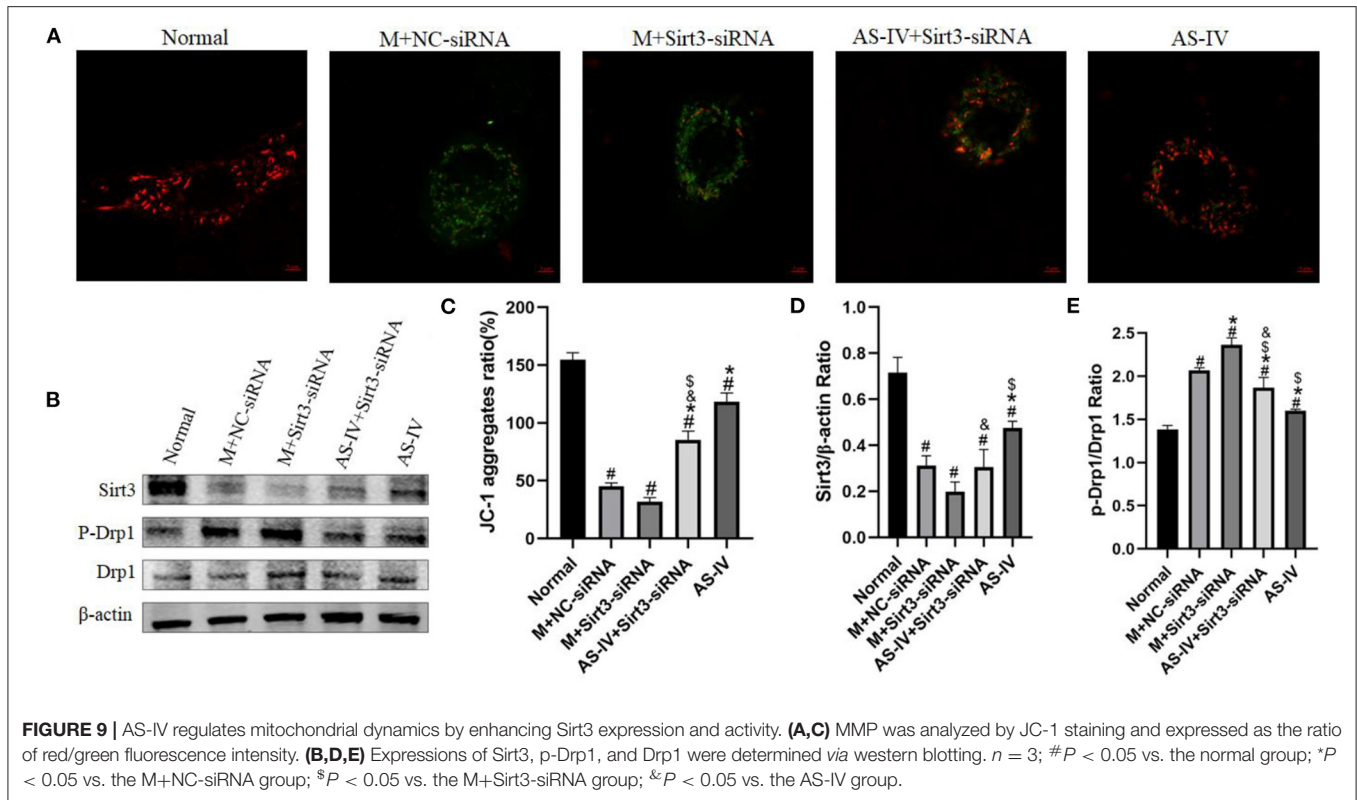 A
Normal
M+NC-siRNA
M+Sirt3-siRNA
AS-IV+Sirt3-siRNA
AS-IV
B
Normal
M+NC-siRNA
M+Sirt3-siRNA
AS-IV+Sirt3-siRNA
AS-IV
Sirt3
P-Drp1
Drp1
β-actin
C
JC-1 aggregates ratio(%)
200
150
100
50
0
#
#
$
&
*
#
*
#
Normal
M+NC-siRNA
M+Sirt3-siRNA
AS-IV+Sirt3-siRNA
AS-IV
D
Sirt3/β-actin Ratio
1.0
0.8
0.6
0.4
0.2
0.0
#
#
&
#
$
*
#
Normal
M+NC-siRNA
M+Sirt3-siRNA
AS-IV+Sirt3-siRNA
AS-IV
E
p-Drp1/Drp1 Ratio
2.5
2.0
1.5
1.0
0.5
0.0
#
*
#
&
$
*
#
$
*
#
Normal
M+NC-siRNA
M+Sirt3-siRNA
AS-IV+Sirt3-siRNA
AS-IV
FIGURE 9 | AS-IV regulates mitochondrial dynamics by enhancing Sirt3 expression and activity. (A,C) MMP was analyzed by JC-1 staining and expressed as the ratio
of red/green fluorescence intensity. (B,D,E) Expressions of Sirt3, p-Drp1, and Drp1 were determined via western blotting. n = 3; #P < 0.05 vs. the normal group; *P
< 0.05 vs. the M+NC-siRNA group; $P < 0.05 vs. the M+Sirt3-siRNA group; &P < 0.05 vs. the AS-IV group.